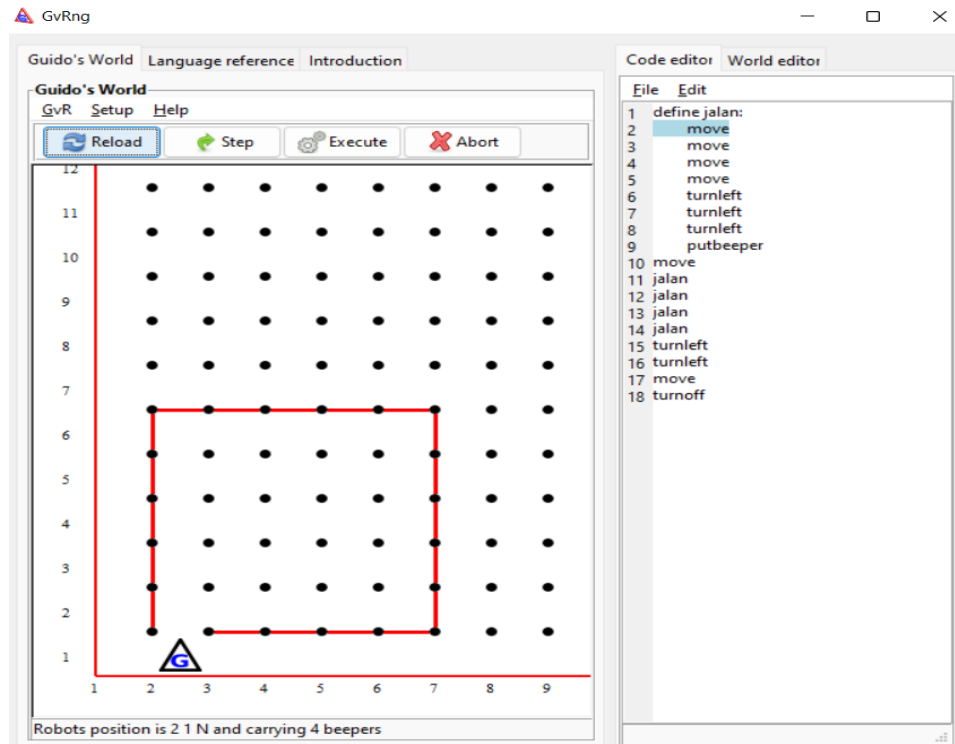 GvRng
Guido's World Language reference Introduction
Guido's World
GvR Setup Help
Reload Step Execute Abort
12
11
10
9
8
7
6
5
4
3
2
1
G
1 2 3 4 5 6 7 8 9
Robots position is 2 1 N and carrying 4 beepers
Code editor World editor
File Edit
1 define jalan:
2 move
3 move
4 move
5 move
6 turnleft
7 turnleft
8 turnleft
9 putbeeper
10 move
11 jalan
12 jalan
13 jalan
14 jalan
15 turnleft
16 turnleft
17 move
18 turnoff